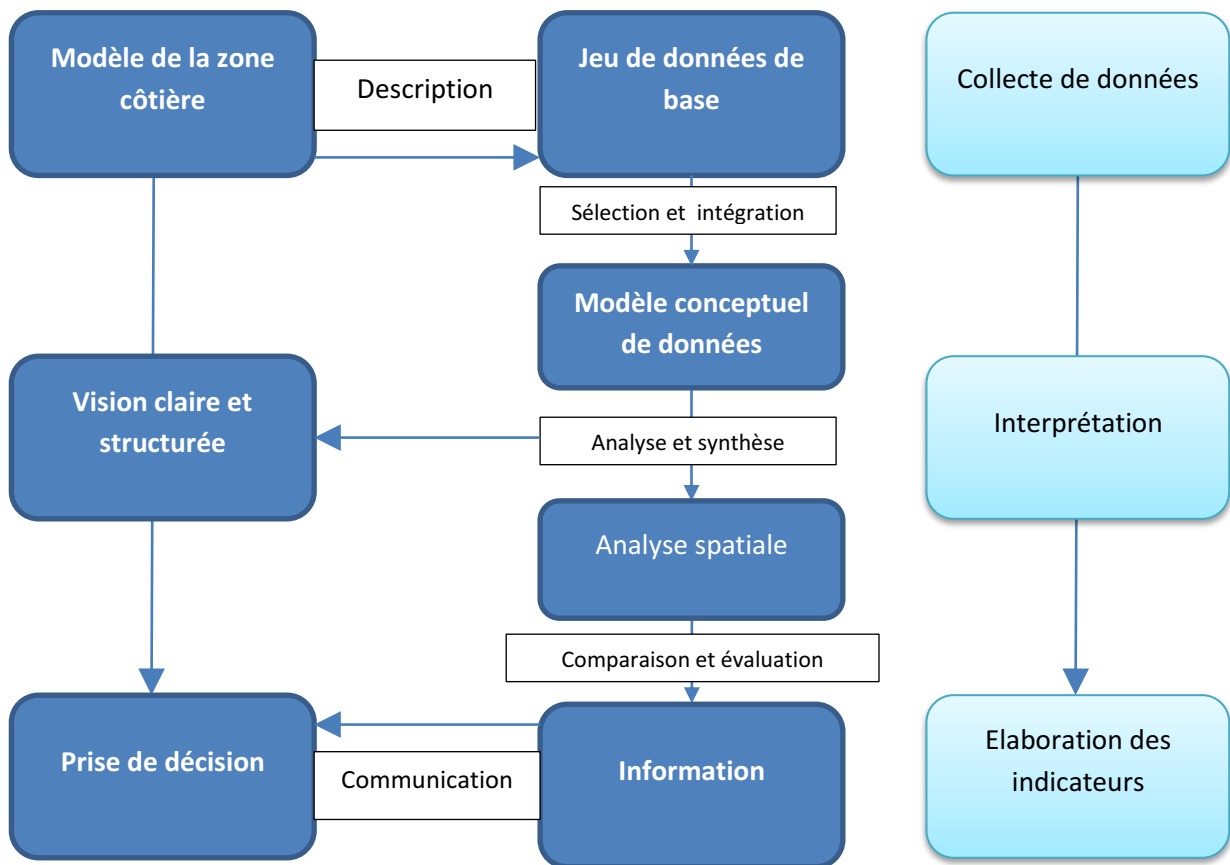 Modèle de la zone
côtière
Description
Jeu de données de
base
Collecte de données
Sélection et  intégration
Modèle conceptuel
de données
Vision claire et
structurée
Analyse et synthèse
Interprétation
Analyse spatiale
Comparaison et évaluation
Prise de décision
Communication
Information
Elaboration des
indicateurs